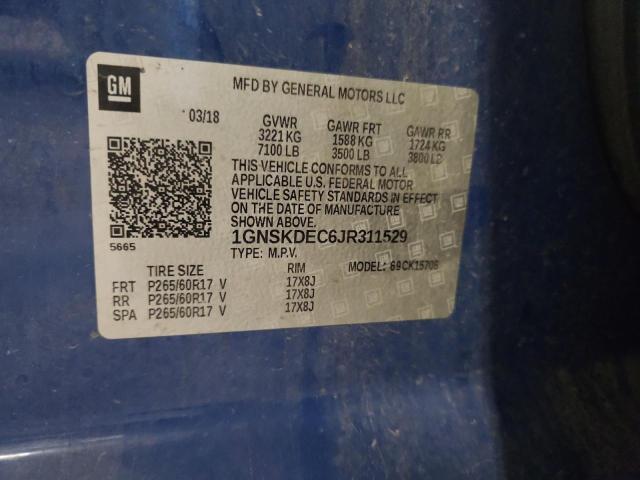 GM
MFD BY GENERAL MOTORS LLC
03/18
GVWR GAWR FRT GAWR RR
3221 KG 1588 KG 1724 KG
7100 LB 3500 LB 3800 LB
THIS VEHICLE CONFORMS TO ALL
APPLICABLE U.S. FEDERAL MOTOR
VEHICLE SAFETY STANDARDS IN EFFECT
ON THE DATE OF MANUFACTURE
SHOWN ABOVE.
1GNSKDEC6JR311529
5665
TYPE: M.P.V. MODEL: 69CK15706
TIRE SIZE RIM
FRT P265/60R17 V 17X8J
RR P265/60R17 V 17X8J
SPA P265/60R17 V 17X8J